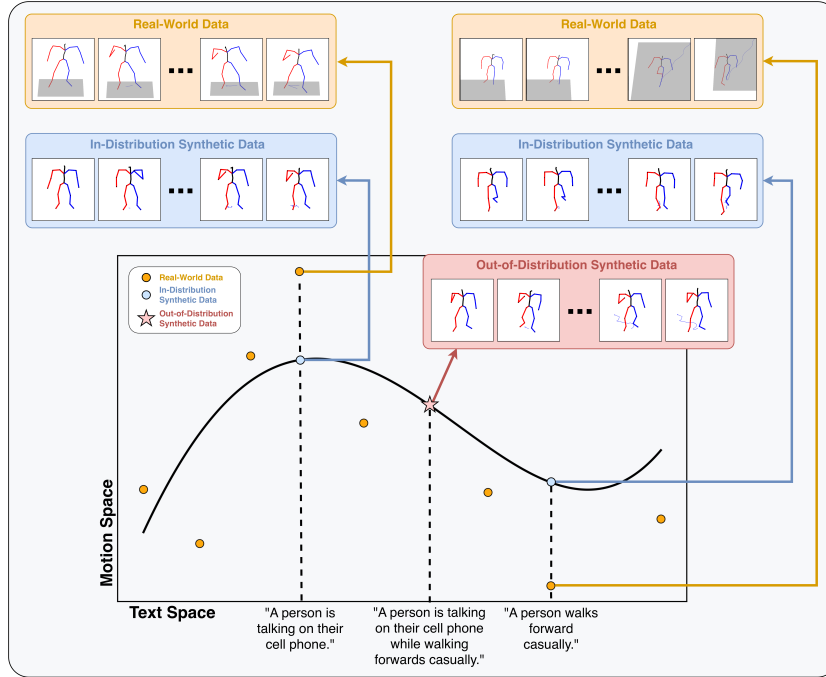 Real-World Data
Real-World Data
In-Distribution Synthetic Data
In-Distribution Synthetic Data
Out-of-Distribution Synthetic Data
Real-World Data
In-Distribution
Synthetic Data
Out-of-Distribution
Synthetic Data
Motion Space
Text Space
"A person is
talking on their
cell phone."
"A person is talking
on their cell phone
while walking
forwards casually."
"A person walks
forward
casually."